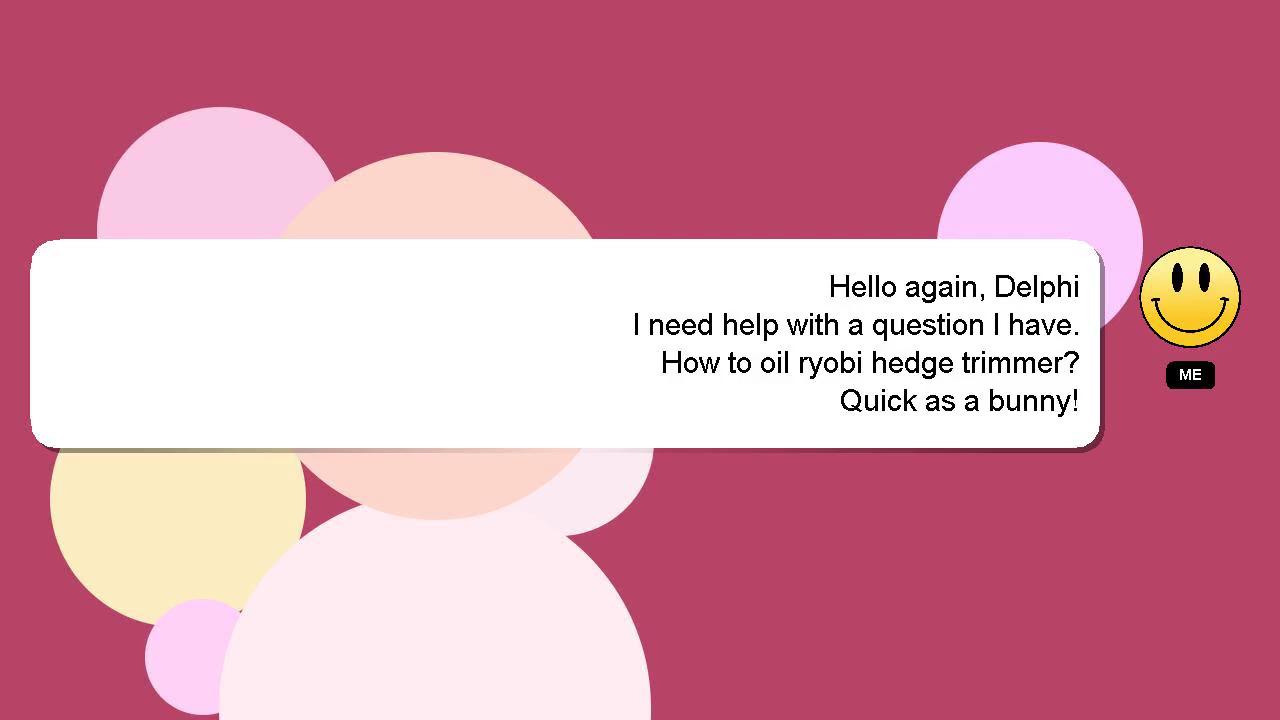 Hello again, Delphi
I need help with a question I have.
How to oil ryobi hedge trimmer?
Quick as a bunny!
ME